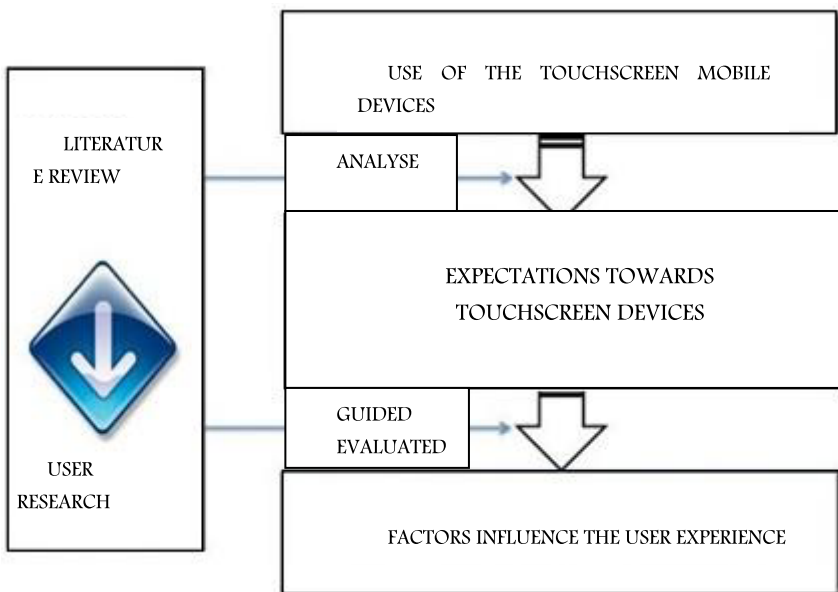 USE OF THE TOUCHSCREEN MOBILE
DEVICES
LITERATUR
E REVIEW
ANALYSE
EXPECTATIONS TOWARDS
TOUCHSCREEN DEVICES
GUIDED
EVALUATED
USER
RESEARCH
FACTORS INFLUENCE THE USER EXPERIENCE